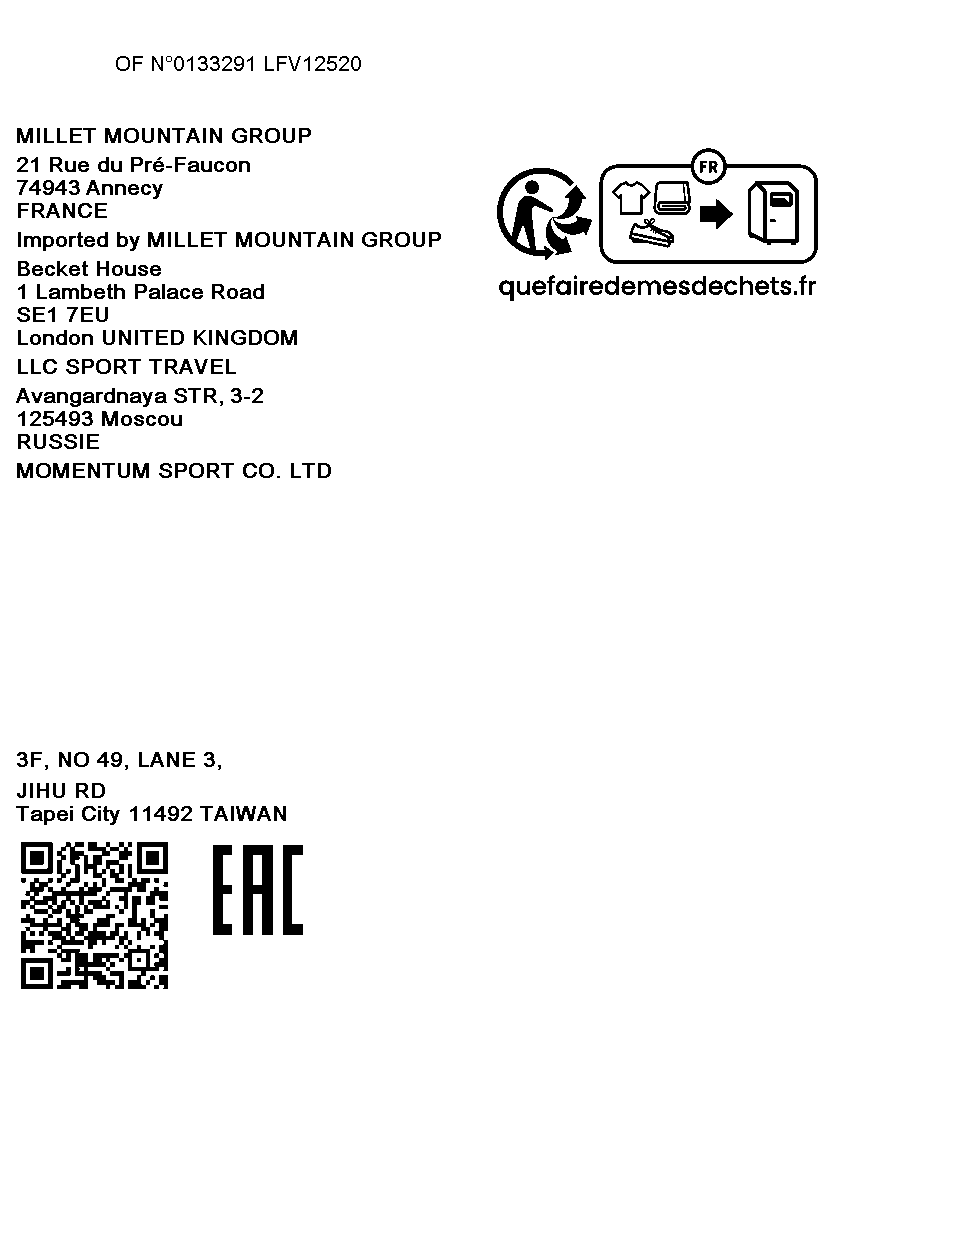 OF N°0133291 LFV12520
MILLET MOUNTAIN GROUP
21 Rue du Pré-Faucon
74943 Annecy
FRANCE
Imported by MILLET MOUNTAIN GROUP
Becket House
1 Lambeth Palace Road
SE1 7EU
London UNITED KINGDOM
LLC SPORT TRAVEL
Avangardnaya STR, 3-2
125493 Moscou
RUSSIE
MOMENTUM SPORT CO. LTD
FR
quefairedemesdechets.fr
3F, NO 49, LANE 3,
JIHU RD
Tapei City 11492 TAIWAN
EAC